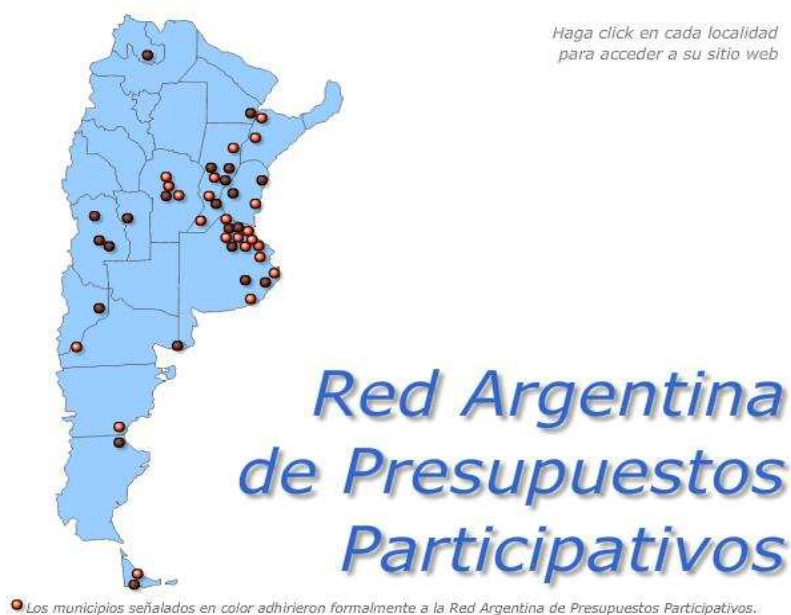 Haga click en cada localidad
para acceder a su sitio web
Red Argentina
de Presupuestos
Participativos
Los municipios señalados en color adhirieron formalmente a la Red Argentina de Presupuestos Participativos.